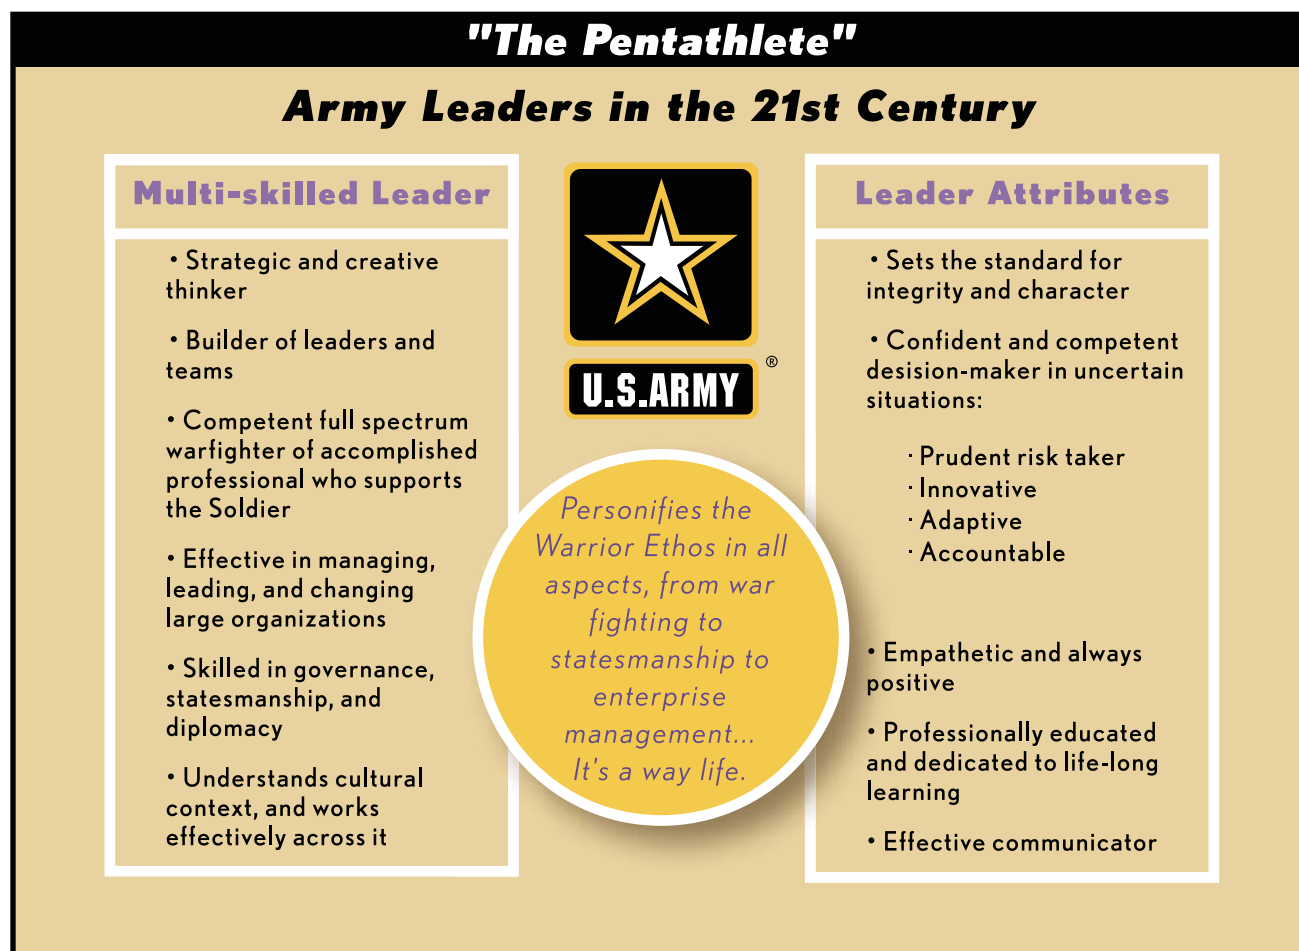 "The Pentathlete"
Army Leaders in the 21st Century
Multi-skilled Leader
• Strategic and creative
thinker
• Builder of leaders and
teams
• Competent full spectrum
warfighter of accomplished
professional who supports
the Soldier
• Effective in managing,
leading, and changing
large organizations
• Skilled in governance,
statesmanship, and
diplomacy
• Understands cultural
context, and works
effectively across it
U.S.ARMY
®
Personifies the
Warrior Ethos in all
aspects, from war
fighting to
statesmanship to
enterprise
management...
It's a way life.
Leader Attributes
• Sets the standard for
integrity and character
• Confident and competent
desision-maker in uncertain
situations:
· Prudent risk taker
· Innovative
· Adaptive
· Accountable
• Empathetic and always
positive
• Professionally educated
and dedicated to life-long
learning
• Effective communicator